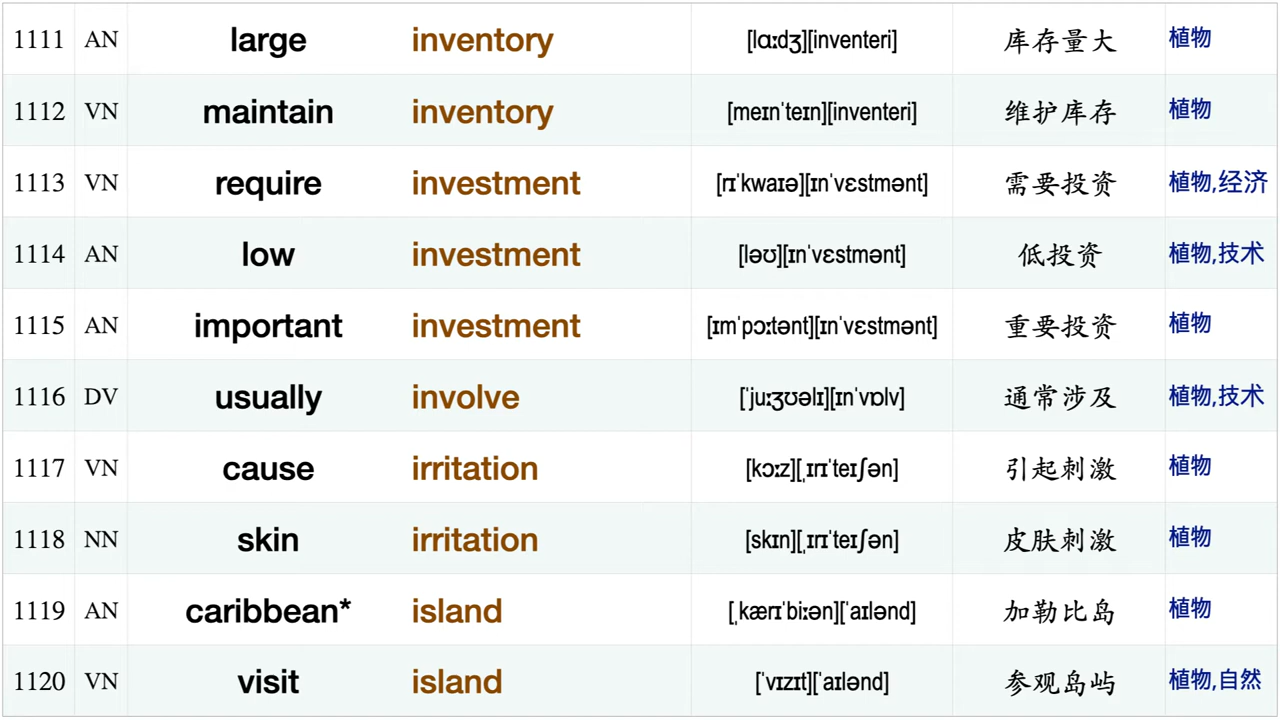 1111 AN large inventory [lɑːdʒ][inventeri] 库存量大 植物
1112 VN maintain inventory [meɪnˈteɪn][inventeri] 维护库存 植物
1113 VN require investment [rɪˈkwaɪə][ɪnˈvɛstmənt] 需要投资 植物,经济
1114 AN low investment [ləʊ][ɪnˈvɛstmənt] 低投资 植物,技术
1115 AN important investment [ɪmˈpɔːtənt][ɪnˈvɛstmənt] 重要投资 植物
1116 DV usually involve [ˈjuːʒʊəlɪ][ɪnˈvɒlv] 通常涉及 植物,技术
1117 VN cause irritation [kɔːz][ˌɪrɪˈteɪʃən] 引起刺激 植物
1118 NN skin irritation [skɪn][ˌɪrɪˈteɪʃən] 皮肤刺激 植物
1119 AN caribbean* island [ˌkærɪˈbiːən][ˈaɪlənd] 加勒比岛 植物
1120 VN visit island [ˈvɪzɪt][ˈaɪlənd] 参观岛屿 植物,自然